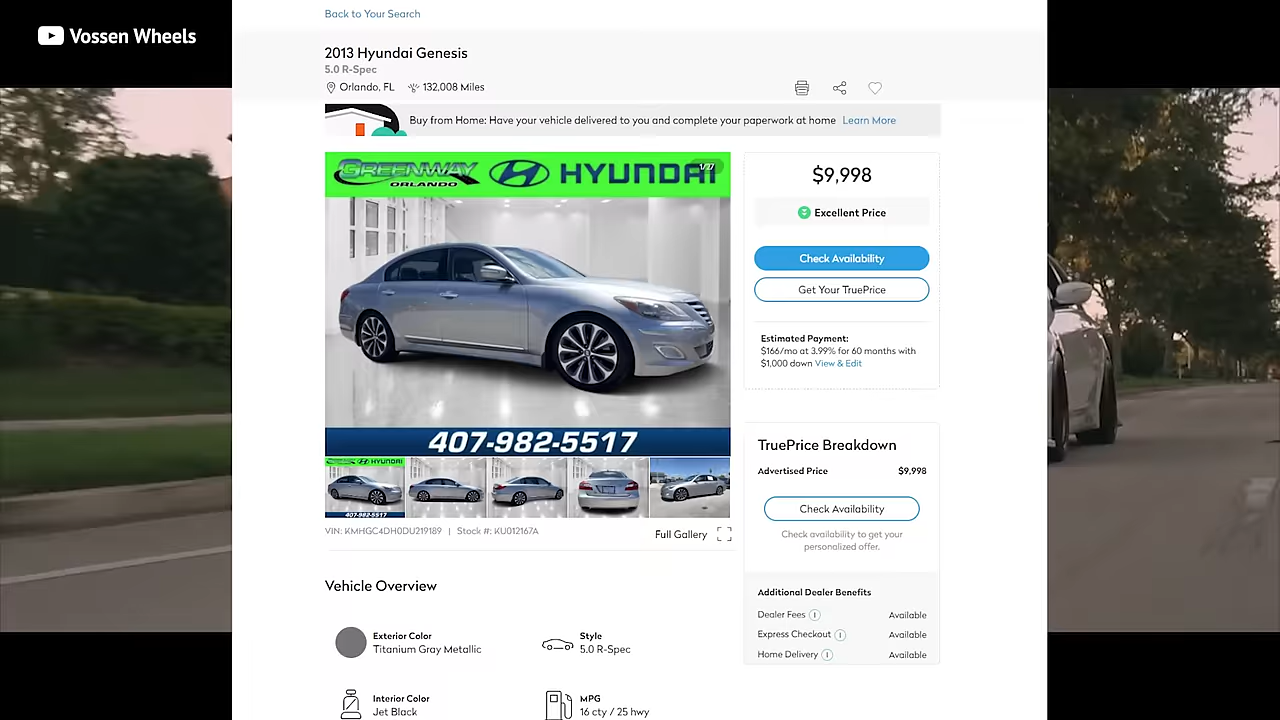 Vossen Wheels
Back to Your Search
2013 Hyundai Genesis
5.0 R-Spec
Orlando, FL 132,008 Miles
Buy from Home: Have your vehicle delivered to you and complete your paperwork at home Learn More
GREENWAY HYUNDAI
ORLANDO
407-982-5517
HYUNDAI
407-982-5517
VIN: KMHGC4DH0DU219189 | Stock #: KU012167A
Full Gallery
$9,998
Excellent Price
Check Availability
Get Your TruePrice
Estimated Payment:
$166/mo at 3.99% for 60 months with
$1,000 down View & Edit
TruePrice Breakdown
Advertised Price $9,998
Check Availability
Check availability to get your
personalized offer.
Additional Dealer Benefits
Dealer Fees i Available
Express Checkout i Available
Home Delivery i Available
Vehicle Overview
Exterior Color
Titanium Gray Metallic
Style
5.0 R-Spec
Interior Color
Jet Black
MPG
16 cty / 25 hwy